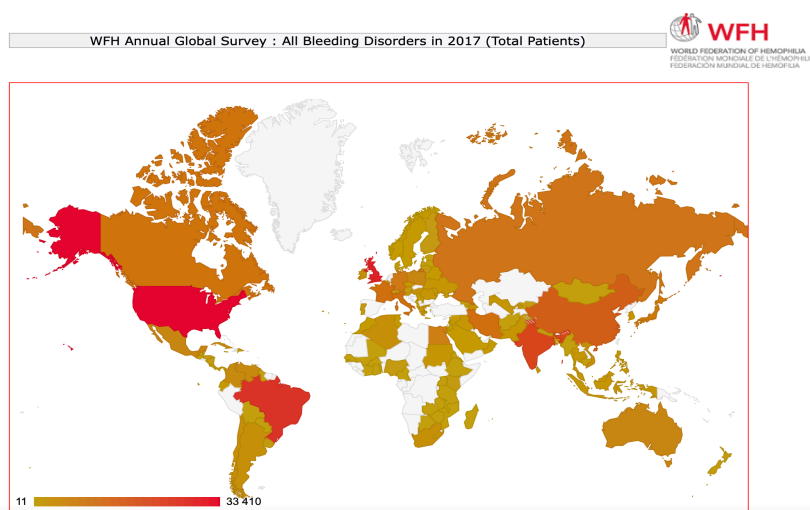 WFH Annual Global Survey : All Bleeding Disorders in 2017 (Total Patients)
WFH
WORLD FEDERATION OF HEMOPHILIA
FÉDÉRATION MONDIALE DE L'HÉMOPHILI
FEDERACIÓN MUNDIAL DE HEMOFILIA
11
33 410